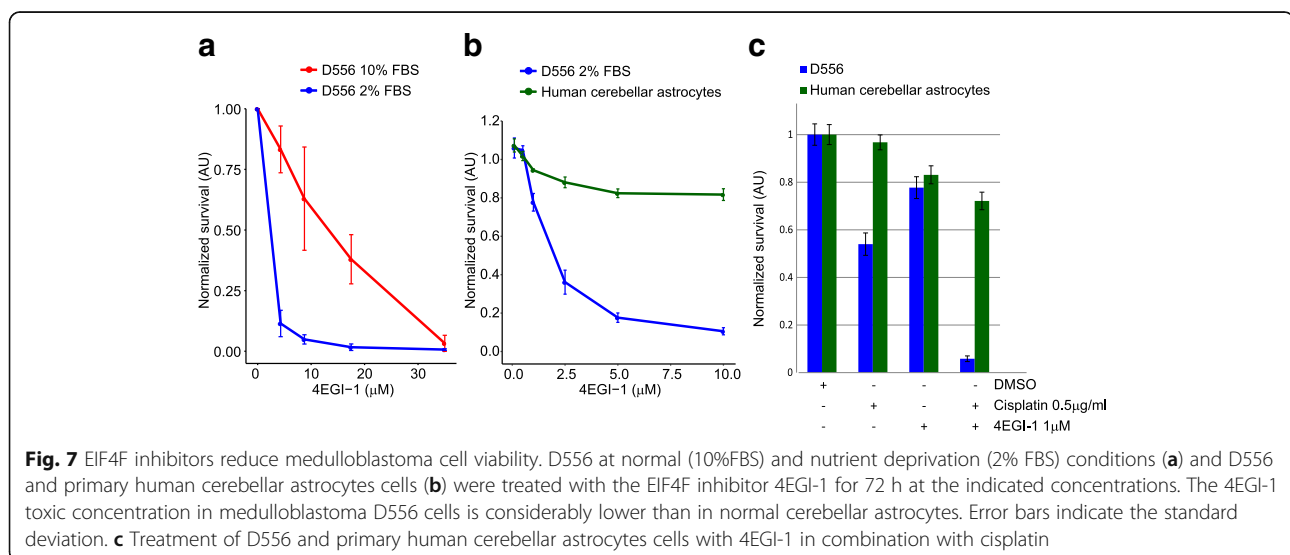 a
D556 10% FBS
D556 2% FBS
1.00
0.75
0.50
0.25
0.00
Normalized survival (AU)
0 10 20 30
4EGI−1 (μM)
b
D556 2% FBS
Human cerebellar astrocytes
1.2
1.0
0.8
0.6
0.4
0.2
0.0
Normalized survival (AU)
0.0 2.5 5.0 7.5 10.0
4EGI−1 (μM)
c
D556
Human cerebellar astrocytes
1
0.8
0.6
0.4
0.2
0
Normalized survival (AU)
+ - - - DMSO
- + - + Cisplatin 0.5μg/ml
- - + + 4EGI-1 1μM
Fig. 7 EIF4F inhibitors reduce medulloblastoma cell viability. D556 at normal (10%FBS) and nutrient deprivation (2% FBS) conditions (a) and D556
and primary human cerebellar astrocytes cells (b) were treated with the EIF4F inhibitor 4EGI-1 for 72 h at the indicated concentrations. The 4EGI-1
toxic concentration in medulloblastoma D556 cells is considerably lower than in normal cerebellar astrocytes. Error bars indicate the standard
deviation. c Treatment of D556 and primary human cerebellar astrocytes cells with 4EGI-1 in combination with cisplatin